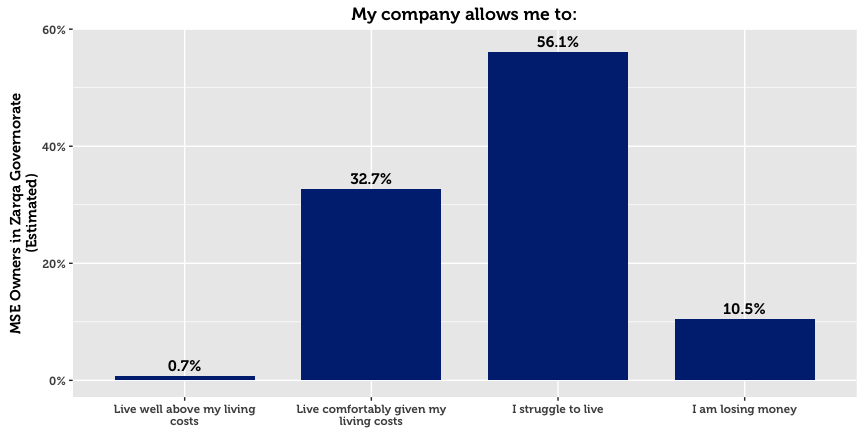 My company allows me to:
MSE Owners in Zarqa Governorate
(Estimated)
60%
40%
20%
0%
0.7%
32.7%
56.1%
10.5%
Live well above my living
costs
Live comfortably given my
living costs
I struggle to live
I am losing money